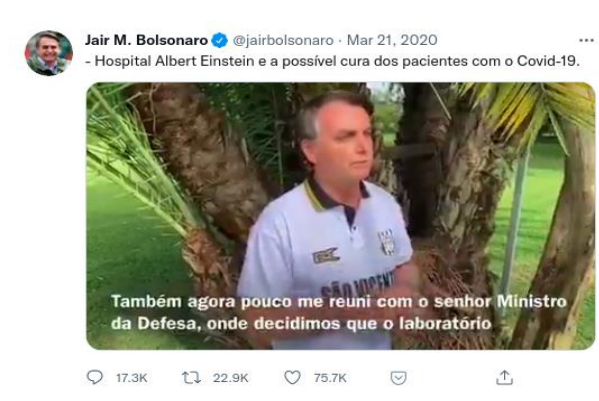 Jair M. Bolsonaro @jairbolsonaro · Mar 21, 2020
- Hospital Albert Einstein e a possível cura dos pacientes com o Covid-19.
SÃO VICENTE
Também agora pouco me reuni com o senhor Ministro
da Defesa, onde decidimos que o laboratório
17.3K 22.9K 75.7K